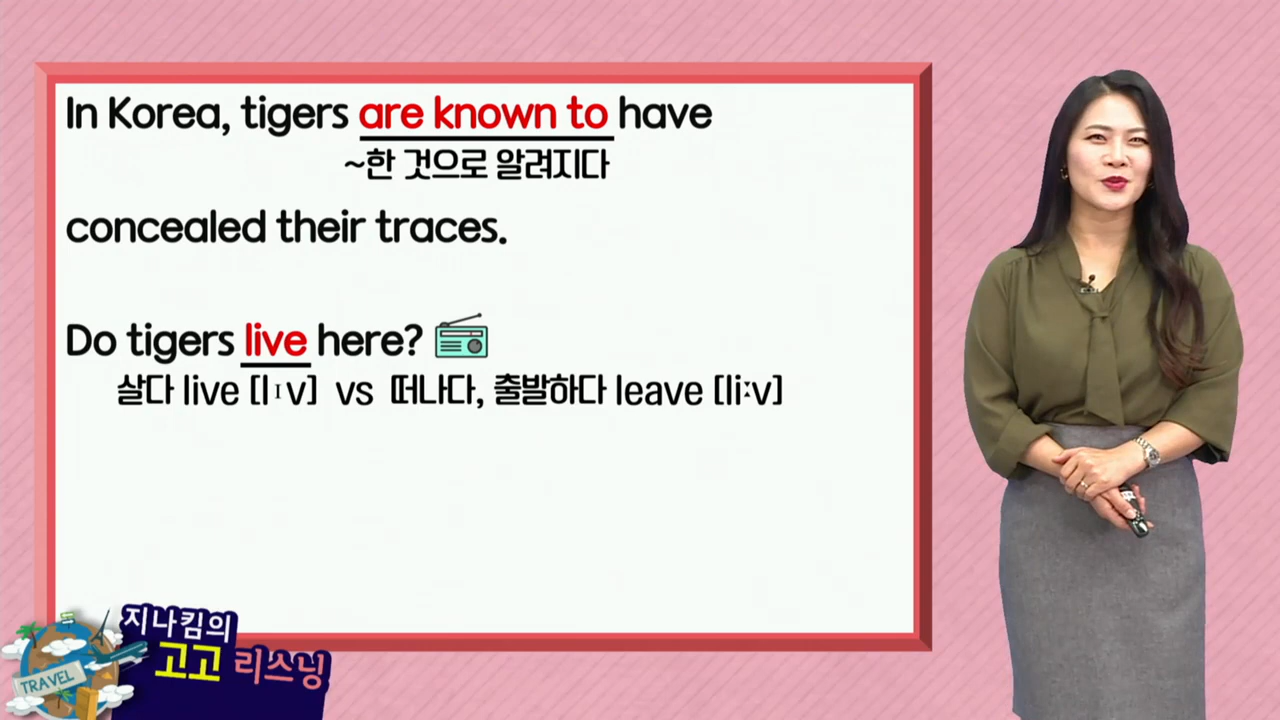 In Korea, tigers are known to have
~한 것으로 알려지다
concealed their traces.
Do tigers live here?
살다 live [lɪv] vs 떠나다, 출발하다 leave [liːv]
지나킴의
고고 리스닝
TRAVEL